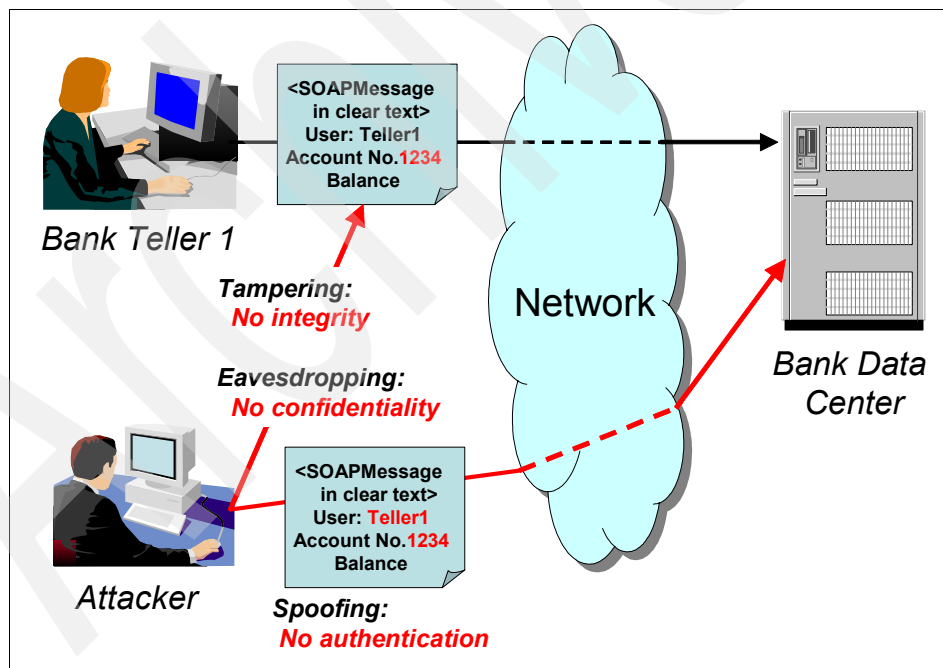 <SOAPMessage
in clear text>
User: Teller1
Account No.1234
Balance
Bank Teller 1
Tampering:
No integrity
Eavesdropping:
No confidentiality
Network
Bank Data
Center
<SOAPMessage
in clear text>
User: Teller1
Account No.1234
Balance
Attacker
Spoofing:
No authentication